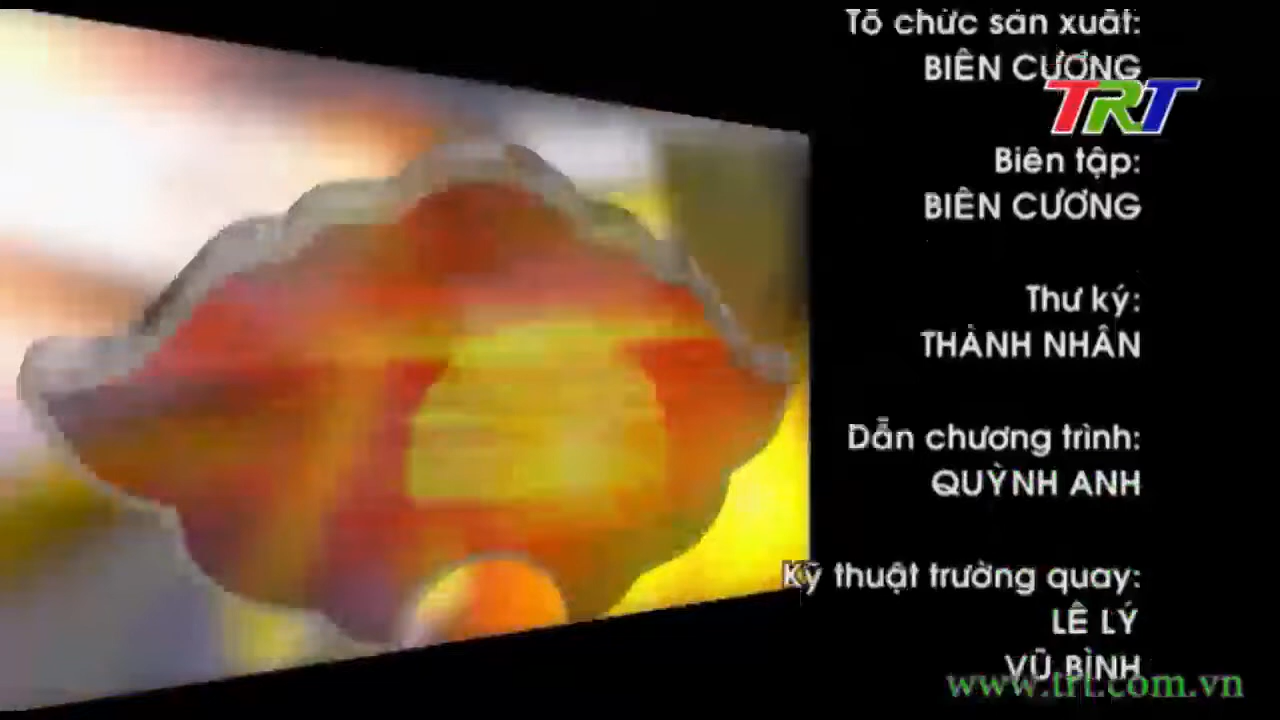 Tổ chức sản xuất:
BIÊN CƯƠNG
TRT
Biên tập:
BIÊN CƯƠNG
Thư ký:
THÀNH NHÂN
Dẫn chương trình:
QUỲNH ANH
Kỹ thuật trường quay:
LÊ LÝ
VŨ BÌNH
www.trt.com.vn